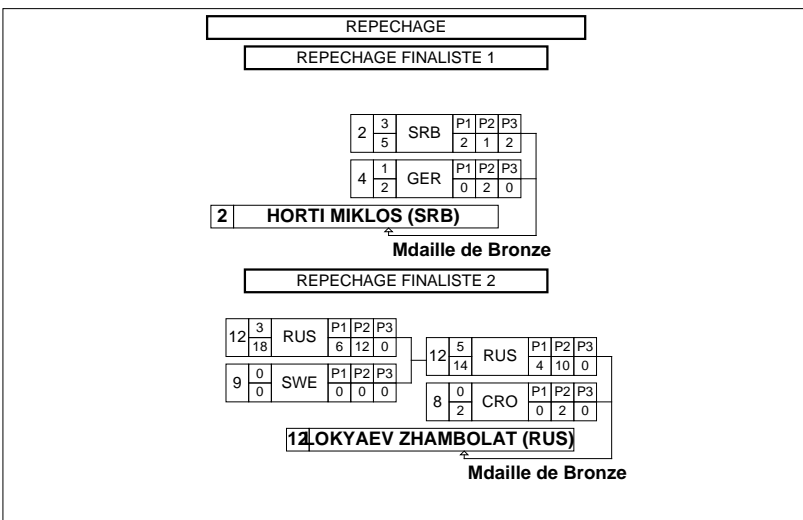 REPECHAGE
REPECHAGE FINALISTE 1
2 3 SRB P1 P2 P3
5 2 1 2
4 1 GER P1 P2 P3
2 0 2 0
2 HORTI MIKLOS (SRB)
Mdaille de Bronze
REPECHAGE FINALISTE 2
12 3 RUS P1 P2 P3
18 6 12 0
9 0 SWE P1 P2 P3
0 0 0 0
12 5 RUS P1 P2 P3
14 4 10 0
8 0 CRO P1 P2 P3
2 0 2 0
12 LOKYAEV ZHAMBOLAT (RUS)
Mdaille de Bronze